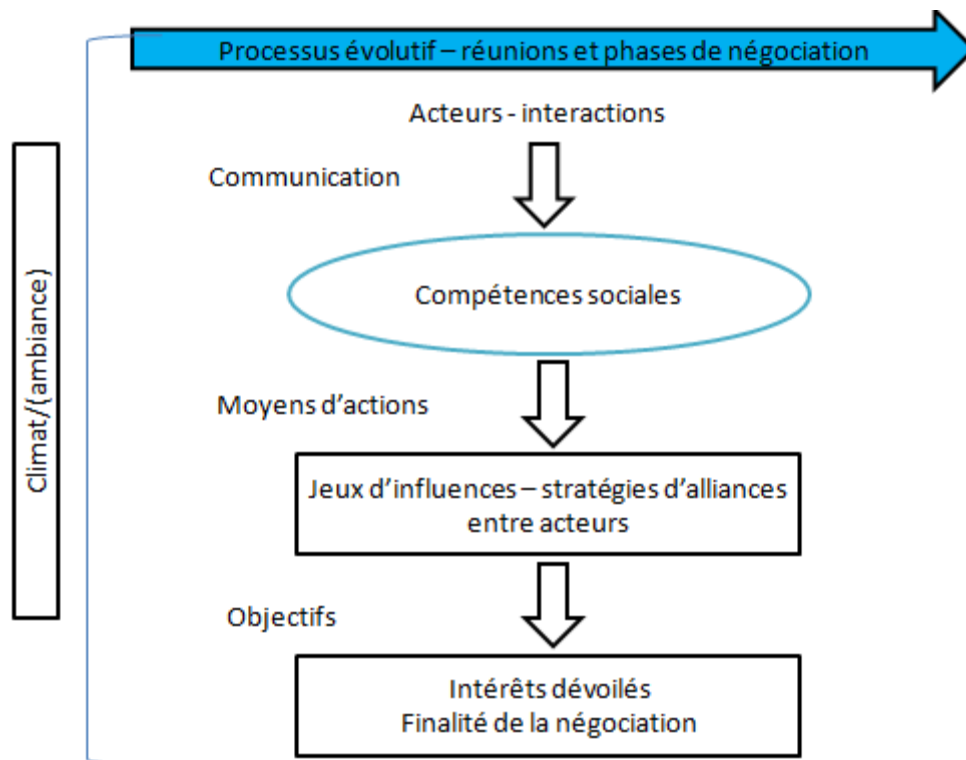 Processus évolutif – réunions et phases de négociation
Acteurs - interactions
Communication
Compétences sociales
Climat/(ambiance)
Moyens d’actions
Jeux d’influences – stratégies d’alliances
entre acteurs
Objectifs
Intérêts dévoilés
Finalité de la négociation